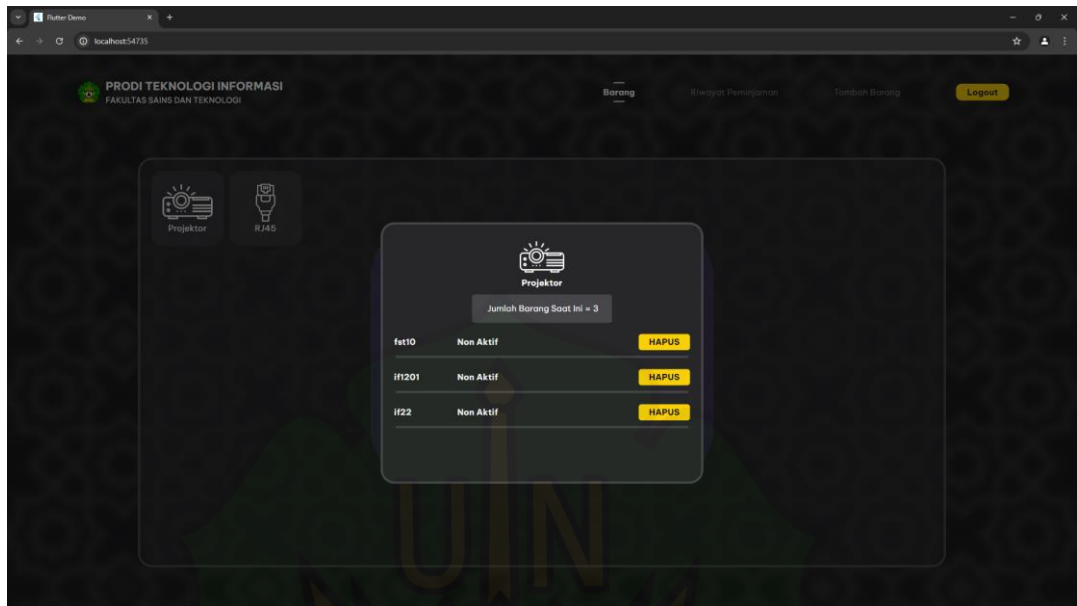 Flutter Demo
localhost:54735
PRODI TEKNOLOGI INFORMASI
FAKULTAS SAINS DAN TEKNOLOGI
Barang
Riwayat Peminjaman
Tambah Barang
Logout
Projektor
RJ45
Projektor
Jumlah Barang Saat Ini = 3
fst10 Non Aktif HAPUS
if1201 Non Aktif HAPUS
if22 Non Aktif HAPUS
UIN